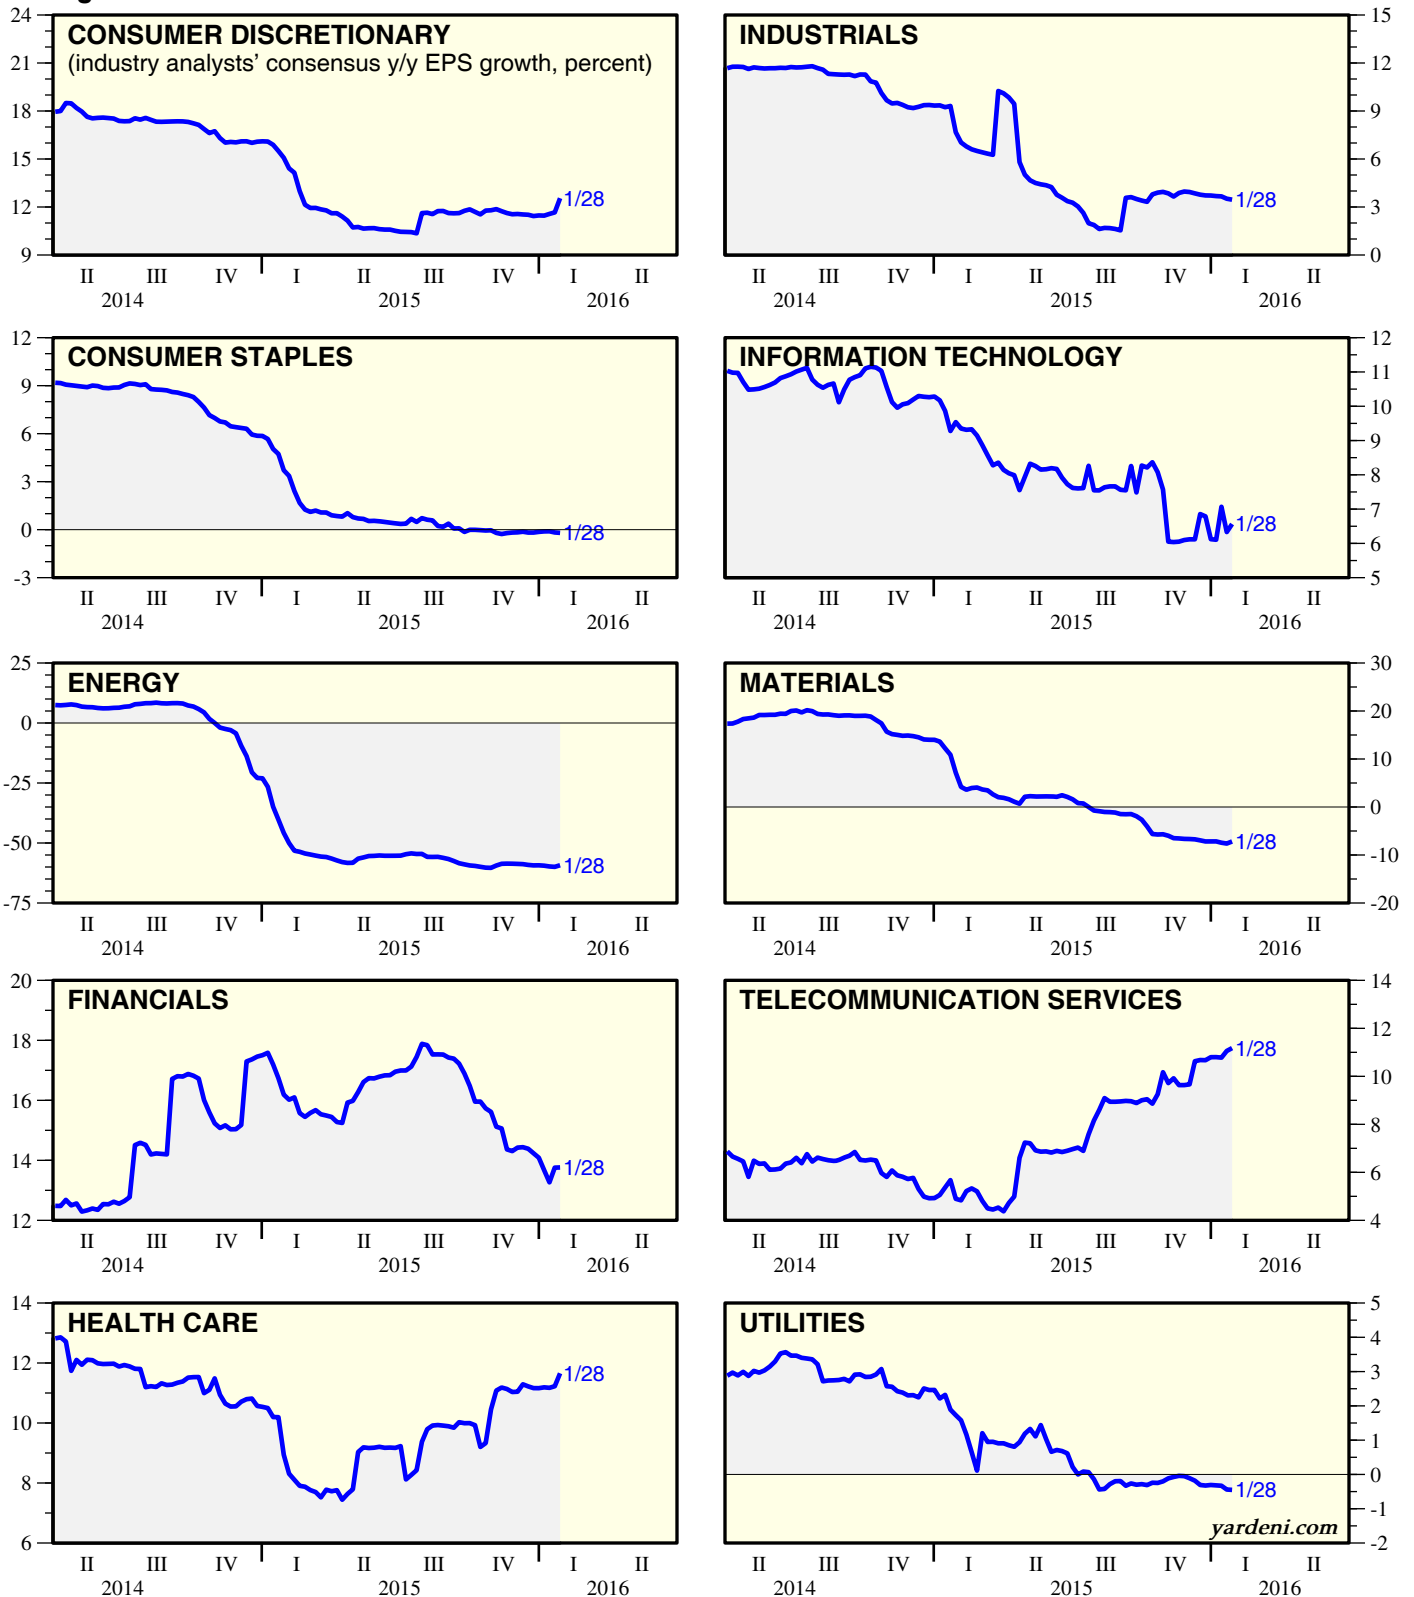 CONSUMER DISCRETIONARY
(industry analysts’ consensus y/y EPS growth, percent)
24
21
18
15
12
9
1/28
II III IV I II III IV I II
2014 2015 2016
INDUSTRIALS
15
12
9
6
3
0
1/28
II III IV I II III IV I II
2014 2015 2016
CONSUMER STAPLES
12
9
6
3
0
-3
1/28
II III IV I II III IV I II
2014 2015 2016
INFORMATION TECHNOLOGY
12
11
10
9
8
7
6
5
1/28
II III IV I II III IV I II
2014 2015 2016
ENERGY
25
0
-25
-50
-75
1/28
II III IV I II III IV I II
2014 2015 2016
MATERIALS
30
20
10
0
-10
-20
1/28
II III IV I II III IV I II
2014 2015 2016
FINANCIALS
20
18
16
14
12
1/28
II III IV I II III IV I II
2014 2015 2016
TELECOMMUNICATION SERVICES
14
12
10
8
6
4
1/28
II III IV I II III IV I II
2014 2015 2016
HEALTH CARE
14
12
10
8
6
1/28
II III IV I II III IV I II
2014 2015 2016
UTILITIES
5
4
3
2
1
0
-1
-2
1/28
yardeni.com
II III IV I II III IV I II
2014 2015 2016